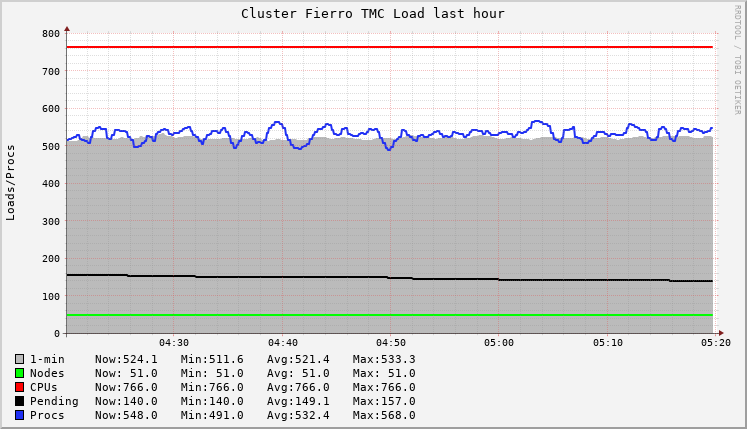 Cluster Fierro TMC Load last hour
RRDTOOL / TOBI OETIKER
Loads/Procs
800
700
600
500
400
300
200
100
0
04:30 04:40 04:50 05:00 05:10 05:20
1-min Now:524.1 Min:511.6 Avg:521.4 Max:533.3
Nodes Now: 51.0 Min: 51.0 Avg: 51.0 Max: 51.0
CPUs Now:766.0 Min:766.0 Avg:766.0 Max:766.0
Pending Now:140.0 Min:140.0 Avg:149.1 Max:157.0
Procs Now:548.0 Min:491.0 Avg:532.4 Max:568.0